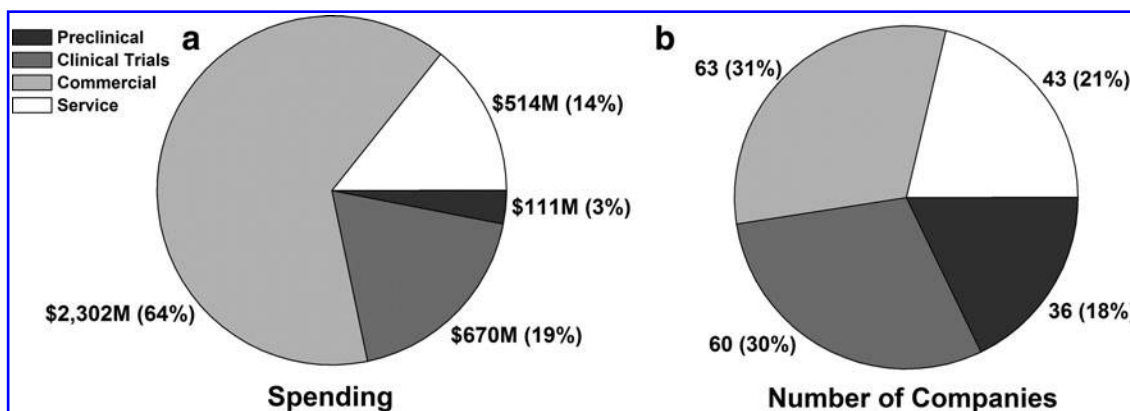 Preclinical
Clinical Trials
Commercial
Service
a
$514M (14%)
$111M (3%)
$670M (19%)
$2,302M (64%)
Spending
b
63 (31%)
43 (21%)
36 (18%)
60 (30%)
Number of Companies